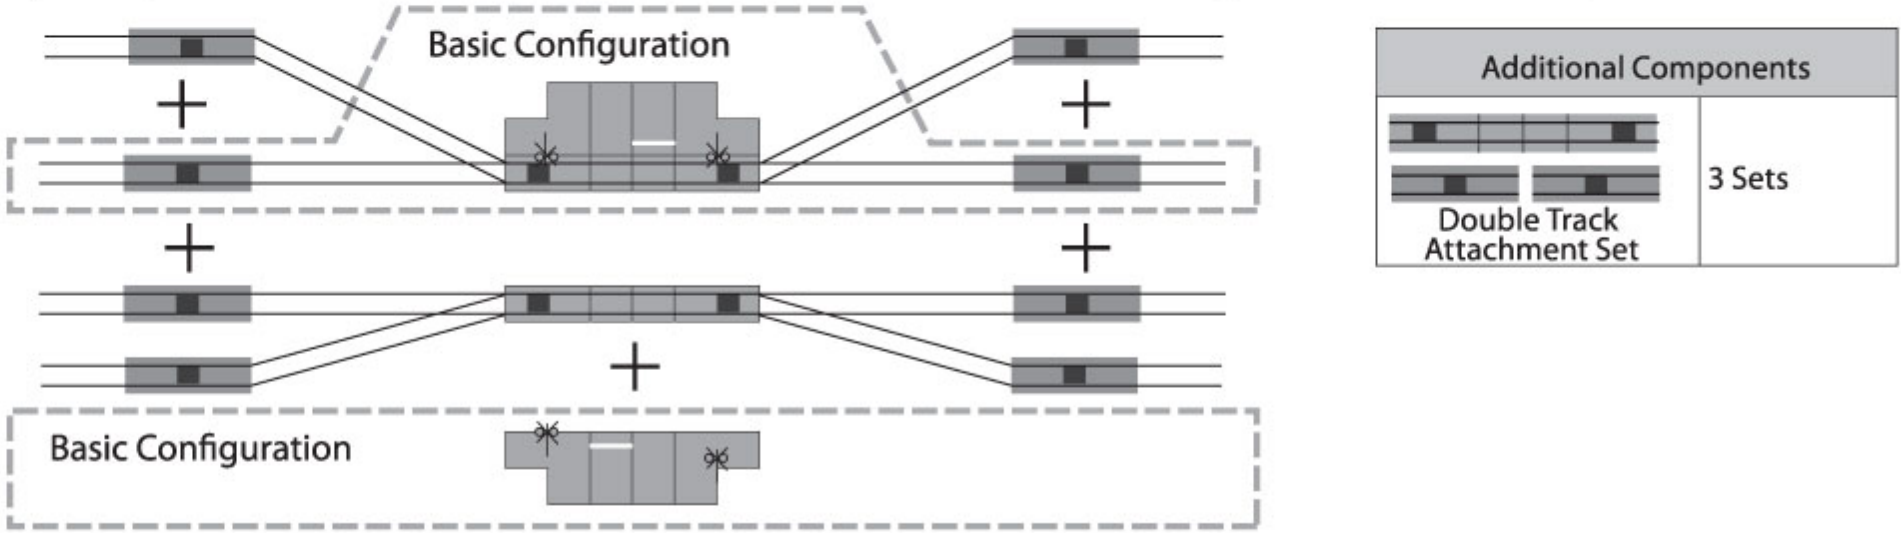 Basic Configuration
Additional Components
3 Sets
Double Track
Attachment Set
Basic Configuration